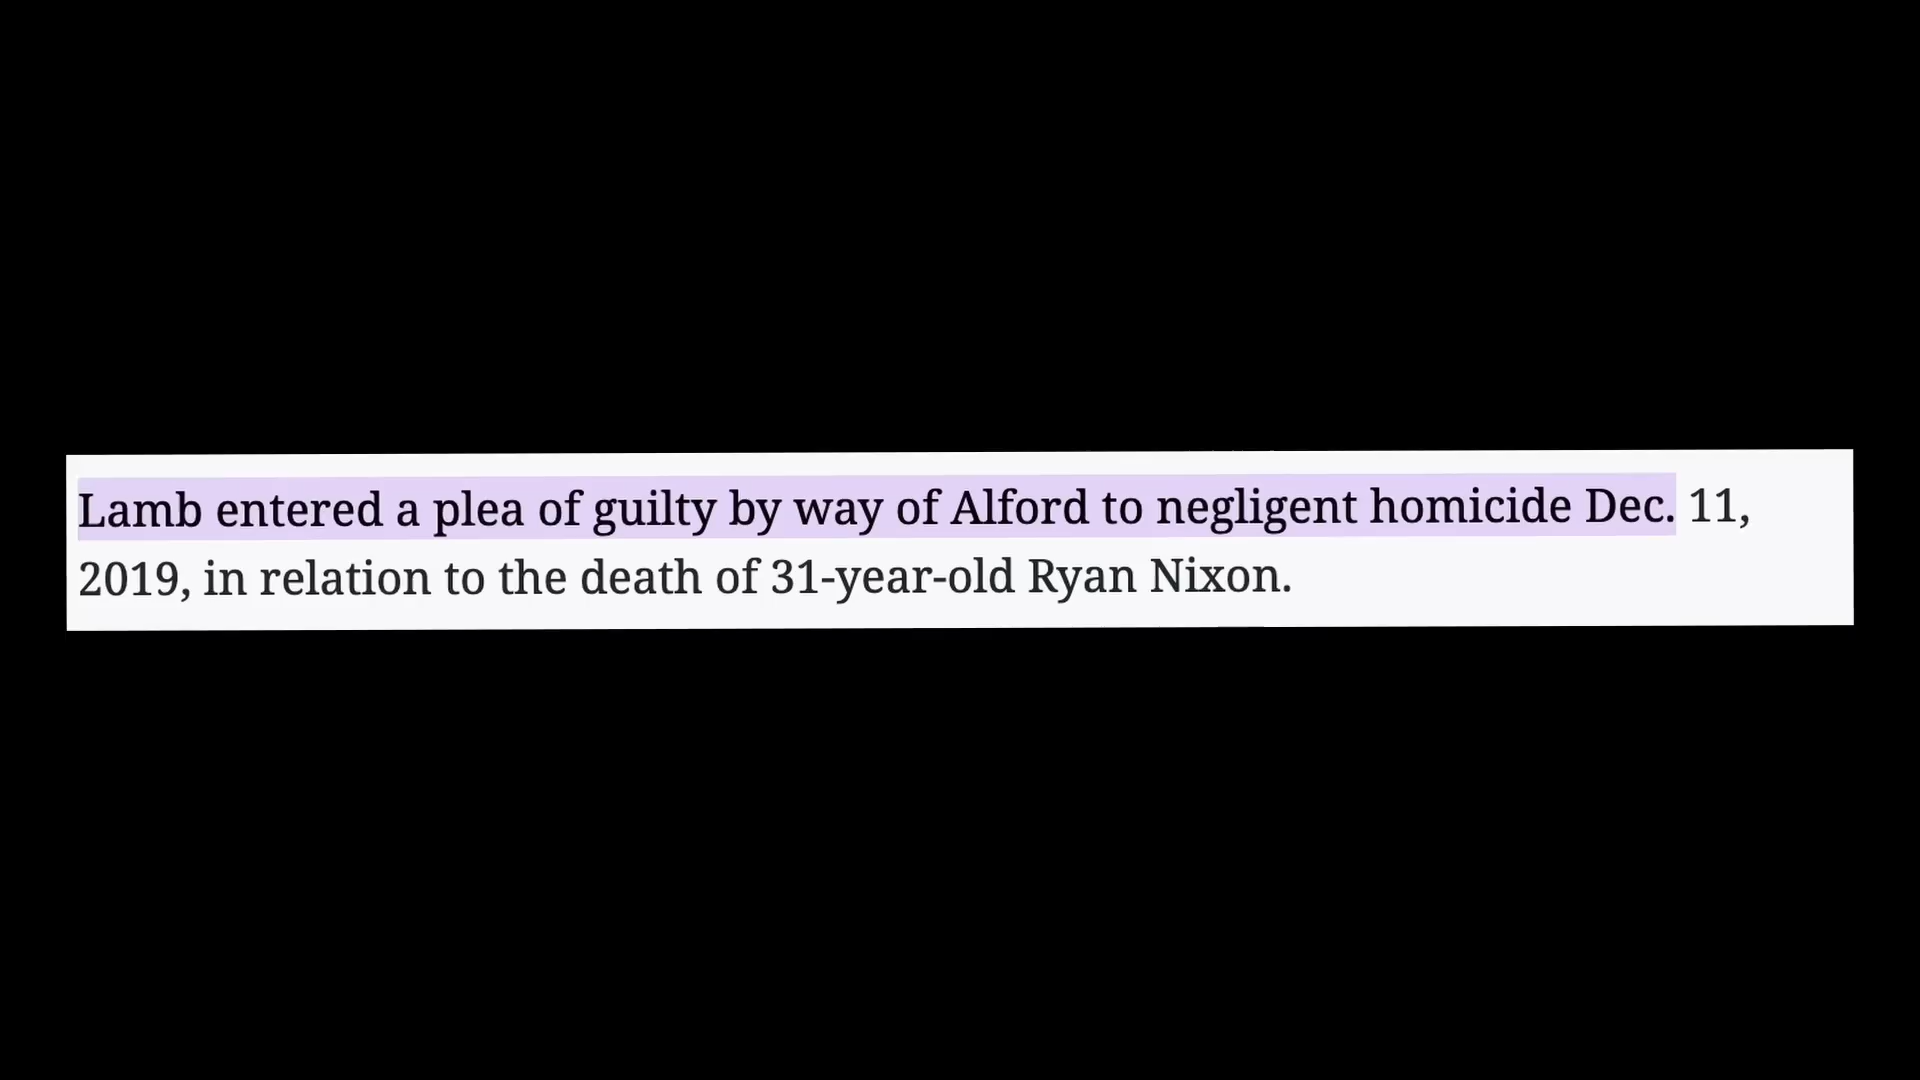 Lamb entered a plea of guilty by way of Alford to negligent homicide Dec. 11,
2019, in relation to the death of 31-year-old Ryan Nixon.